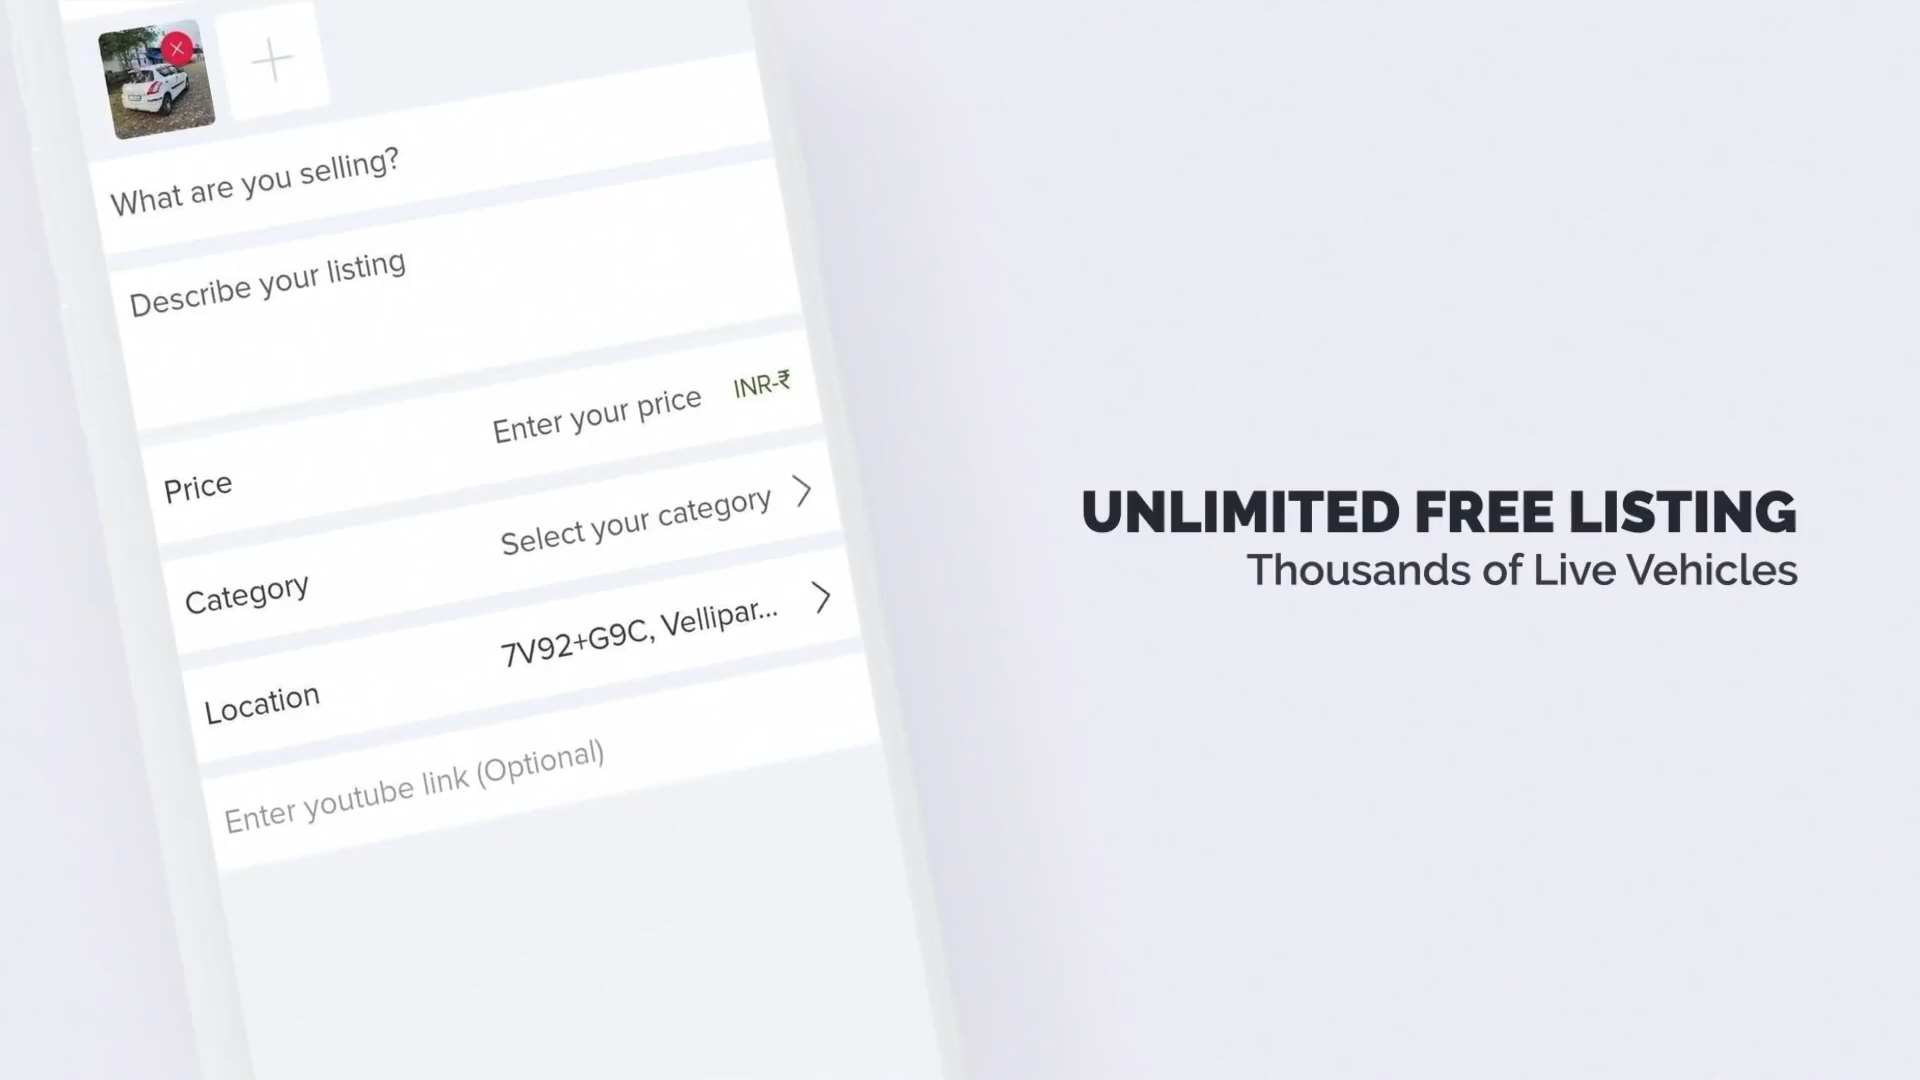 What are you selling?
Describe your listing
Price Enter your price INR-₹
Category Select your category
Location 7V92+G9C, Vellipar...
Enter youtube link (Optional)
UNLIMITED FREE LISTING
Thousands of Live Vehicles